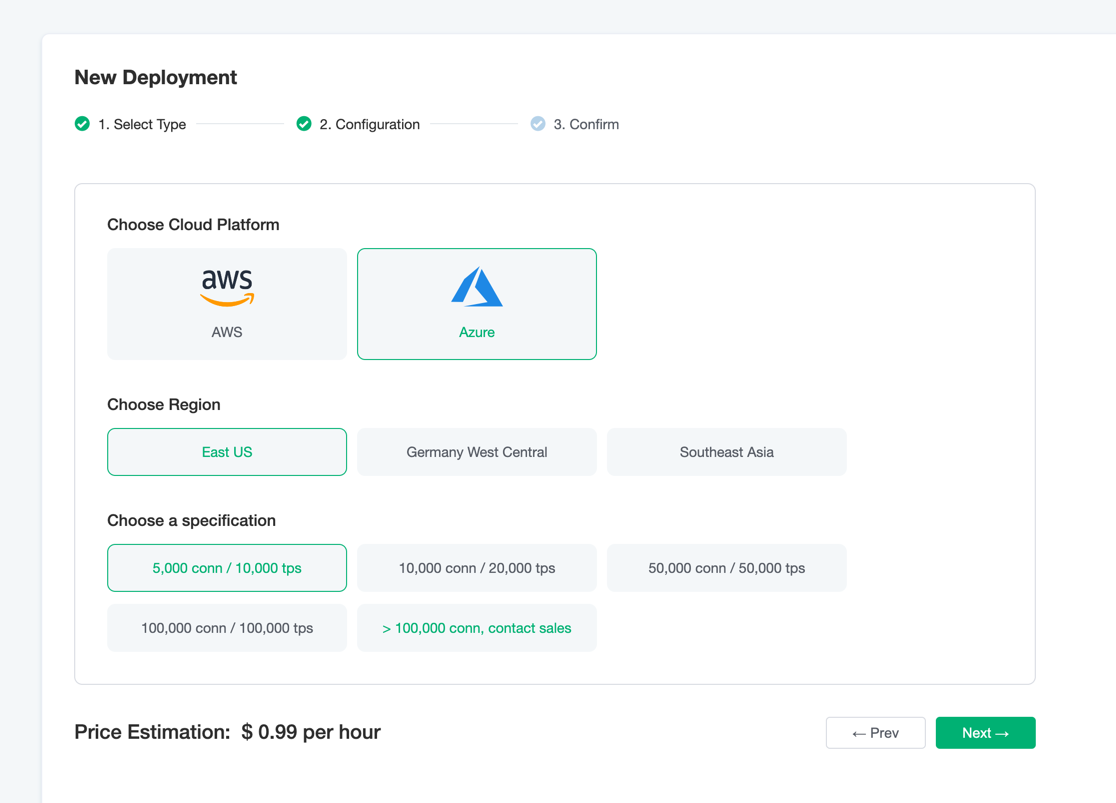 New Deployment
1. Select Type 2. Configuration 3. Confirm
Choose Cloud Platform
aws
AWS Azure
Choose Region
East US Germany West Central Southeast Asia
Choose a specification
5,000 conn / 10,000 tps 10,000 conn / 20,000 tps 50,000 conn / 50,000 tps
100,000 conn / 100,000 tps > 100,000 conn, contact sales
Price Estimation: $ 0.99 per hour ← Prev Next →